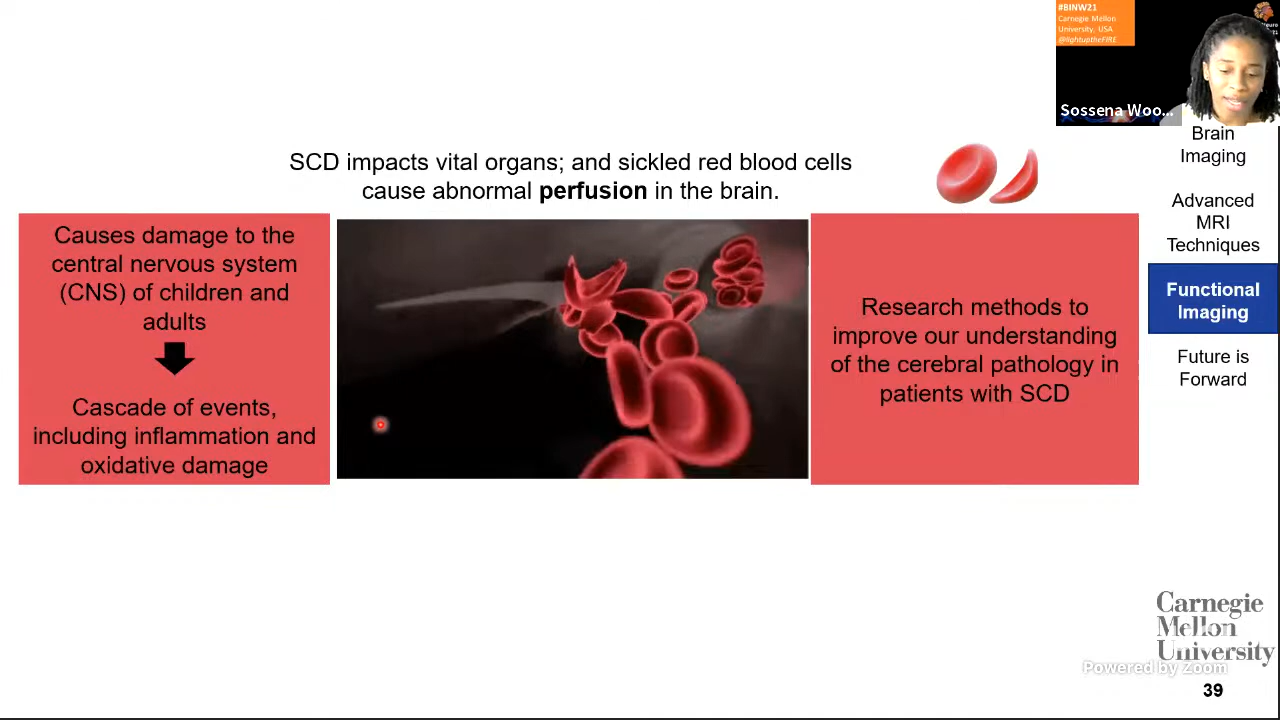 #BINW21
Carnegie Mellon
University, USA
@lightuptheFIRE
Sossena Woo...
SCD impacts vital organs; and sickled red blood cells
cause abnormal perfusion in the brain.
Causes damage to the
central nervous system
(CNS) of children and
adults
Cascade of events,
including inflammation and
oxidative damage
Research methods to
improve our understanding
of the cerebral pathology in
patients with SCD
Brain
Imaging
Advanced
MRI
Techniques
Functional
Imaging
Future is
Forward
Carnegie
Mellon
University
Powered by Zoom
39